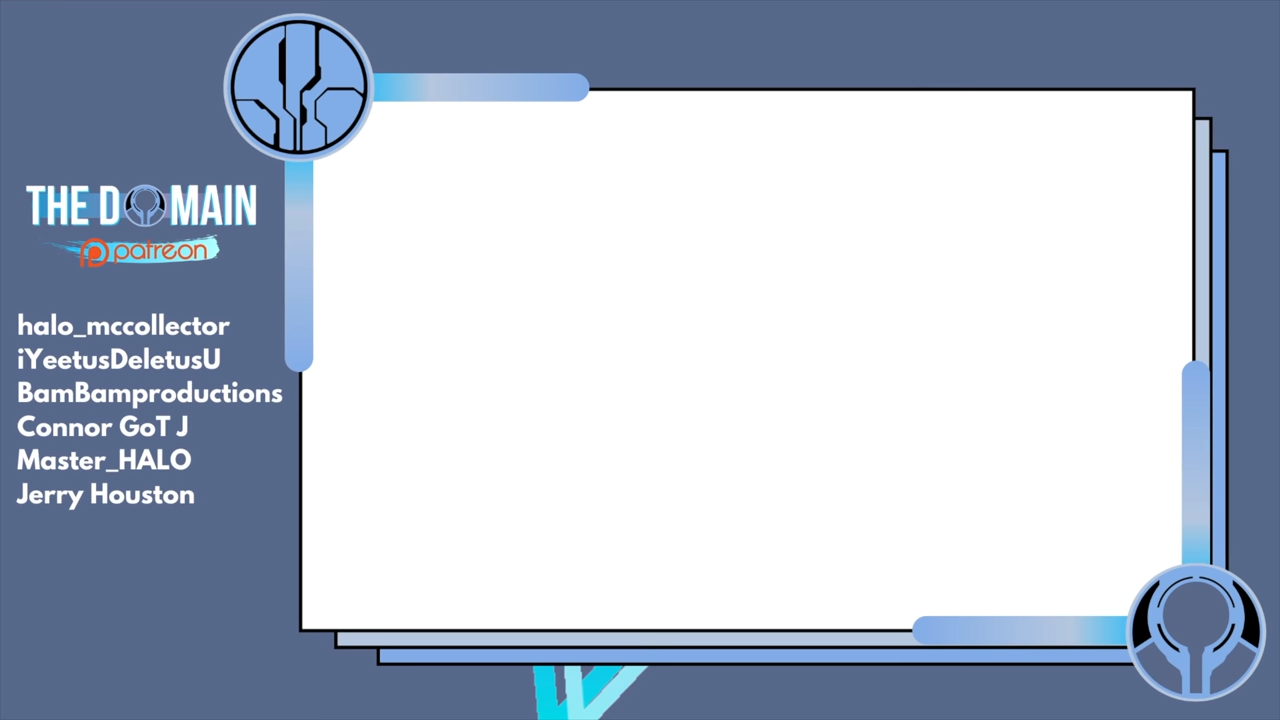 THE DOMAIN
patreon
halo_mccollector
iYeetusDeletusU
BamBamproductions
Connor GoT J
Master_HALO
Jerry Houston